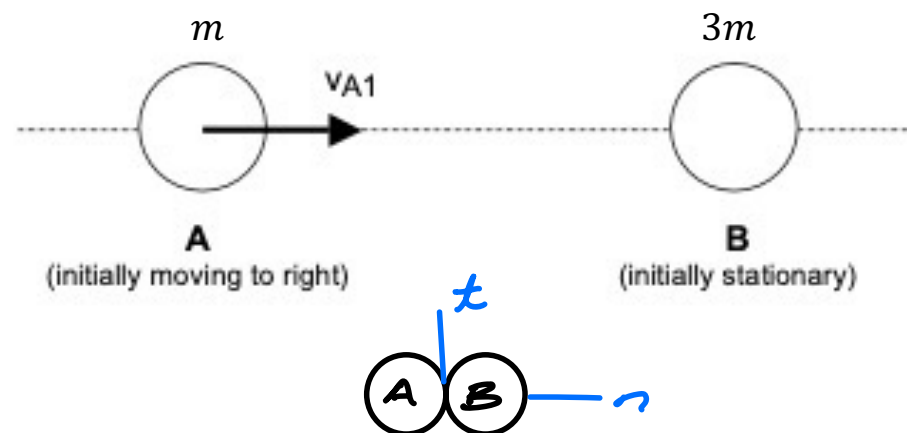 m 3m
vA1
A B
(initially moving to right) (initially stationary)
t
A B n